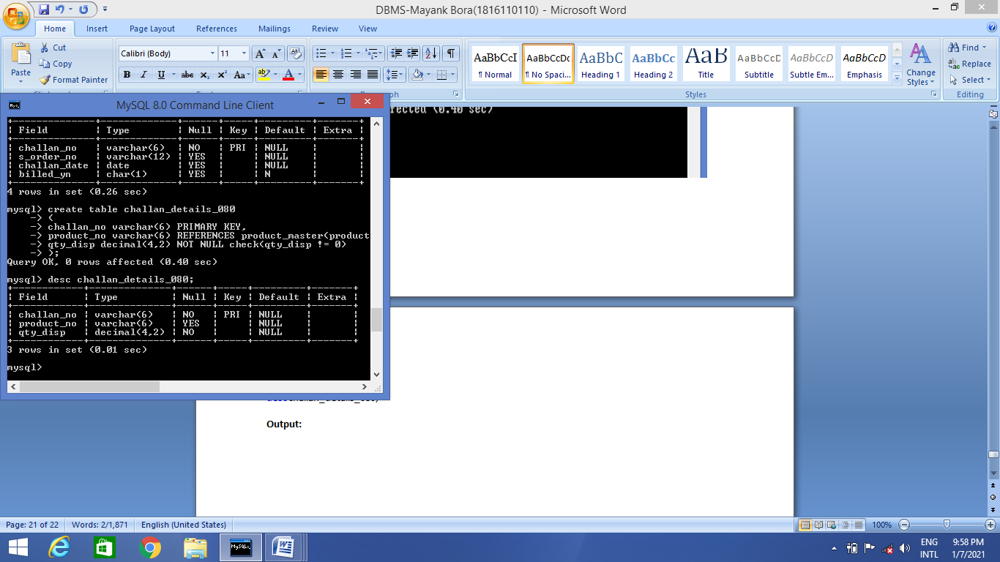 DBMS-Mayank Bora(1816110110) - Microsoft Word
Home Insert Page Layout References Mailings Review View
Paste
Cut
Copy
Format Painter
Calibri (Body) 11
AaBbCcI AaBbCcDc AaBbC AaBbCc AaB AaBbCcD AaBbCcD AaBbCcD
¶ Normal ¶ No Spaci... Heading 1 Heading 2 Title Subtitle Subtle Em... Emphasis
Change Styles
Styles
Find
Replace
Select
Editing
MySQL 8.0 Command Line Client
| Field | Type | Null | Key | Default | Extra |
| challan_no | varchar(6) | NO | PRI | NULL | |
| s_order_no | varchar(12) | YES | | NULL | |
| challan_date | date | YES | | NULL | |
| billed_yn | char(1) | YES | | N | |
4 rows in set (0.26 sec)
mysql> create table challan_details_080
-> (
-> challan_no varchar(6) PRIMARY KEY,
-> product_no varchar(6) REFERENCES product_master(product
-> qty_disp decimal(4,2) NOT NULL check(qty_disp != 0)
-> );
Query OK, 0 rows affected (0.40 sec)
mysql> desc challan_details_080;
| Field | Type | Null | Key | Default | Extra |
| challan_no | varchar(6) | NO | PRI | NULL | |
| product_no | varchar(6) | YES | | NULL | |
| qty_disp | decimal(4,2) | NO | | NULL | |
3 rows in set (0.01 sec)
mysql>
fected (0.40 sec)
Output:
Page: 21 of 22 Words: 2/1,871 English (United States) 100%
ENG
INTL
9:58 PM
1/7/2021